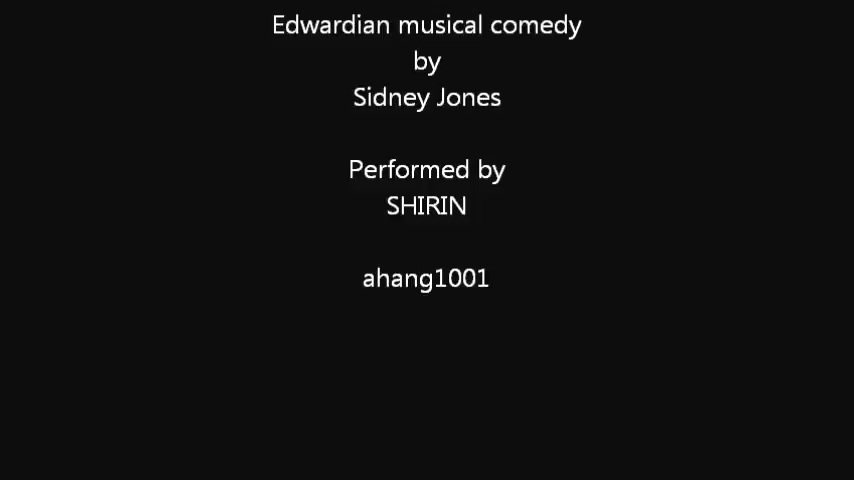 Edwardian musical comedy
by
Sidney Jones
Performed by
SHIRIN
ahang1001